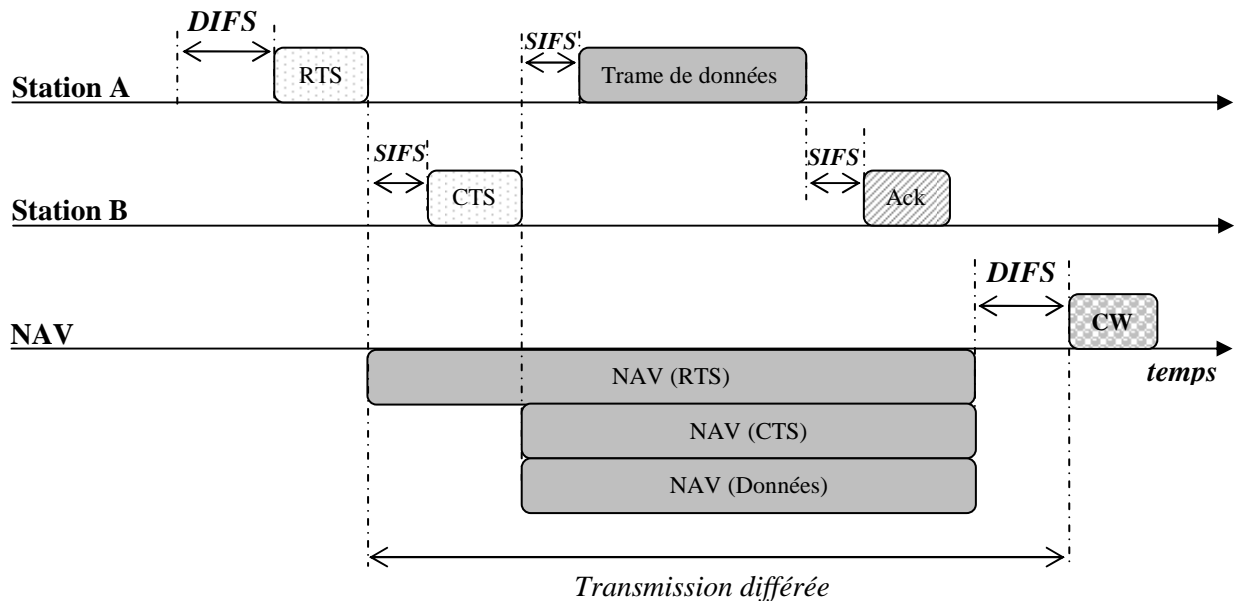 DIFS
SIFS
RTS
Trame de données
Station A
SIFS
SIFS
CTS
Ack
Station B
DIFS
CW
NAV
temps
NAV (RTS)
NAV (CTS)
NAV (Données)
Transmission différée